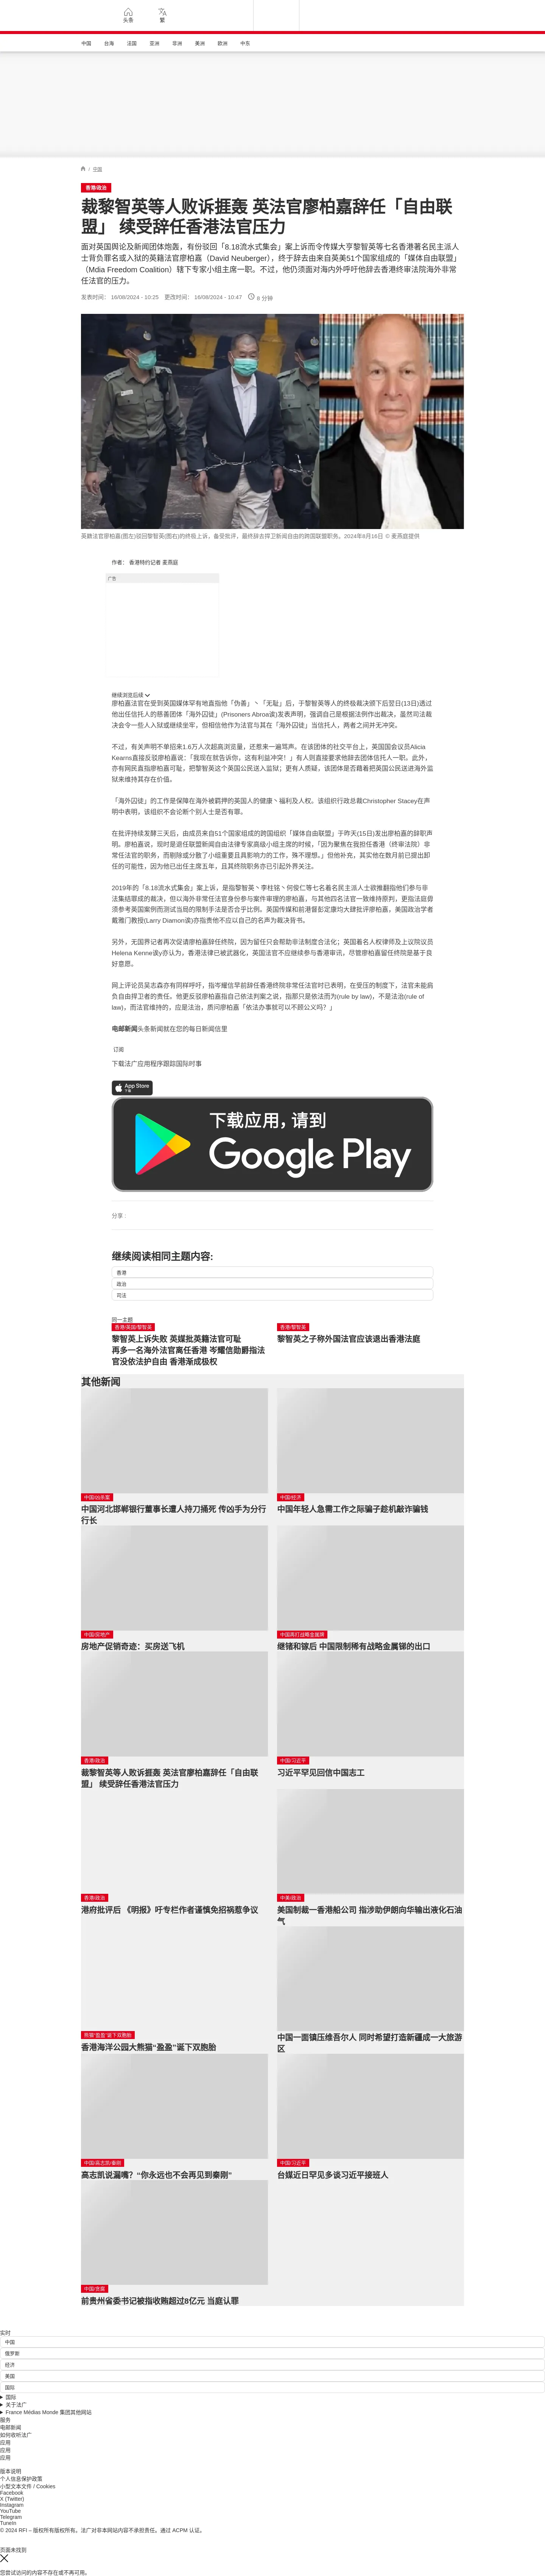 头条
繁
中国
台海
法国
亚洲
非洲
美洲
欧洲
中东
/ 中国
香港/政治
裁黎智英等人败诉捱轰 英法官廖柏嘉辞任「自由联盟」 续受辞任香港法官压力
面对英国舆论及新闻团体炮轰，有份驳回「8.18流水式集会」案上诉而令传媒大亨黎智英等七名香港著名民主派人士背负罪名或入狱的英籍法官廖柏嘉（David Neuberger），终于辞去由来自英美51个国家组成的「媒体自由联盟」（Mdia Freedom Coalition）辖下专家小组主席一职。不过，他仍须面对海内外呼吁他辞去香港终审法院海外非常任法官的压力。
发表时间： 16/08/2024 - 10:25 更改时间： 16/08/2024 - 10:47 8 分钟
英籍法官廖柏嘉(图左)驳回黎智英(图右)的终极上诉，备受批评，最终辞去捍卫新闻自由的跨国联盟职务。2024年8月16日 © 麦燕庭提供
作者： 香港特约记者 麦燕庭
广告
继续浏览后续
廖柏嘉法官在受到英国媒体罕有地直指他「伪善」丶「无耻」后，于黎智英等人的终极裁决颁下后翌日(13日)透过他出任信托人的慈善团体「海外囚徒」(Prisoners Abroa读)发表声明，强调自己是根据法例作出裁决，虽然司法裁决会令一些人入狱或继续坐牢，但相信他作为法官与其在「海外囚徒」当信托人，两者之间并无冲突。
不过，有关声明不单招来1.6万人次超高浏览量，还惹来一遍骂声。在该团体的社交平台上，英国国会议员Alicia Kearns直接反驳廖柏嘉说:「我现在就告诉你，这有利益冲突！」有人则直接要求他辞去团体信托人一职。此外，亦有网民直指廖柏嘉可耻，把黎智英这个英国公民送入监狱；更有人质疑，该团体是否藉着把英国公民送进海外监狱来维持其存在价值。
「海外囚徒」的工作是保障在海外被羁押的英国人的健康丶福利及人权。该组织行政总裁Christopher Stacey在声明中表明，该组织不会论断个别人士是否有罪。
在批评持续发酵三天后，由成员来自51个国家组成的跨国组织「媒体自由联盟」于昨天(15日)发出廖柏嘉的辞职声明。廖柏嘉说，现时是退任联盟新闻自由法律专家高级小组主席的时候，「因为聚焦在我担任香港（终审法院）非常任法官的职务，而剔除或分散了小组重要且具影响力的工作，殊不理想。」但他补充，其实他在数月前已提出卸任的可能性，因为他已出任主席五年，且其终院职务亦已引起外界关注。
2019年的「8.18流水式集会」案上诉，是指黎智英丶李柱铭丶何俊仁等七名着名民主派人士欲推翻指他们参与非法集结罪成的裁决，但以海外非常任法官身份参与案件审理的廖柏嘉，与其他四名法官一致维持原判，更指法庭毋须参考英国案例而测试当局的限制手法是否合乎比例。英国传媒和前港督彭定康均大肆批评廖柏嘉，美国政治学者戴雅门教授(Larry Diamon读)亦指责他不应以自己的名声为裁决背书。
另外，无国界记者再次促请廖柏嘉辞任终院，因为留任只会帮助非法制度合法化；英国着名人权律师及上议院议员Helena Kenne读y亦认为，香港法律已被武器化，英国法官不应继续参与香港审讯，尽管廖柏嘉留任终院是基于良好意愿。
网上评论员吴志森亦有同样呼吁，指岑耀信早前辞任香港终院非常任法官时已表明，在受压的制度下，法官未能肩负自由捍卫者的责任。他更反驳廖柏嘉指自己依法判案之说，指那只是依法而为(rule by law)，不是法治(rule of law)，而法官维持的，应是法治，质问廖柏嘉「依法办事就可以不顾公义吗？」
电邮新闻头条新闻就在您的每日新闻信里
订阅
下载法广应用程序跟踪国际时事
App Store
下载
下载应用，请到
Google Play
分享 :
继续阅读相同主题内容:
香港
政治
司法
同一主题
香港/英国/黎智英
黎智英上诉失败 英媒批英籍法官可耻
再多一名海外法官离任香港 岑耀信勋爵指法官没依法护自由 香港渐成极权
香港/黎智英
黎智英之子称外国法官应该退出香港法庭
其他新闻
中国/凶杀案
中国河北邯郸银行董事长遭人持刀捅死 传凶手为分行行长
中国/经济
中国年轻人急需工作之际骗子趁机敲诈骗钱
中国/房地产
房地产促销奇迹：买房送飞机
中国再打战略金属牌
继锗和镓后 中国限制稀有战略金属锑的出口
香港/政治
裁黎智英等人败诉捱轰 英法官廖柏嘉辞任「自由联盟」 续受辞任香港法官压力
中国/习近平
习近平罕见回信中国志工
香港/政治
港府批评后 《明报》吁专栏作者谨慎免招祸惹争议
中美/政治
美国制裁一香港船公司 指涉助伊朗向华输出液化石油气
熊猫“盈盈”诞下双胞胎
香港海洋公园大熊猫“盈盈”诞下双胞胎
中国一面镇压维吾尔人 同时希望打造新疆成一大旅游区
中国/高志凯/秦刚
高志凯说漏嘴？“你永远也不会再见到秦刚”
中国/习近平
台媒近日罕见多谈习近平接班人
中国/贪腐
前贵州省委书记被指收贿超过8亿元 当庭认罪
实时
中国
俄罗斯
经济
美国
国际
国际
关于法广
France Médias Monde 集团其他网站
服务
电邮新闻
如何收听法广
应用
应用
应用
版本说明
个人信息保护政策
小型文本文件 / Cookies
Facebook
X (Twitter)
Instagram
YouTube
Telegram
TuneIn
© 2024 RFI – 版权所有版权所有。法广对非本网站内容不承担责任。通过 ACPM 认证。
页面未找到
您尝试访问的内容不存在或不再可用。